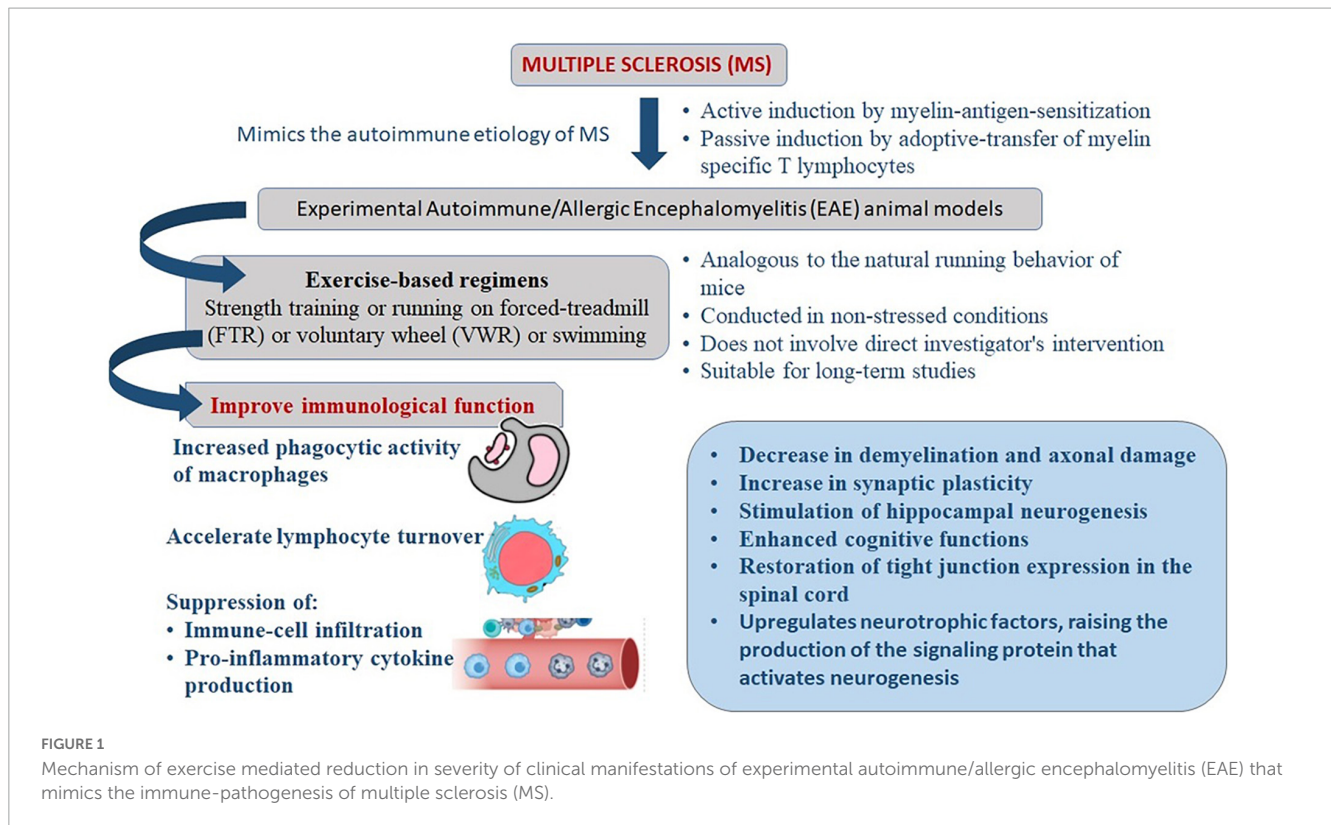 MULTIPLE SCLEROSIS (MS)
Mimics the autoimmune etiology of MS
• Active induction by myelin-antigen-sensitization
• Passive induction by adoptive-transfer of myelin
specific T lymphocytes
Experimental Autoimmune/Allergic Encephalomyelitis (EAE) animal models
Exercise-based regimens
Strength training or running on forced-treadmill
(FTR) or voluntary wheel (VWR) or swimming
• Analogous to the natural running behavior of
mice
• Conducted in non-stressed conditions
• Does not involve direct investigator's intervention
• Suitable for long-term studies
Improve immunological function
Increased phagocytic activity
of macrophages
Accelerate lymphocyte turnover
Suppression of:
• Immune-cell infiltration
• Pro-inflammatory cytokine
production
• Decrease in demyelination and axonal damage
• Increase in synaptic plasticity
• Stimulation of hippocampal neurogenesis
• Enhanced cognitive functions
• Restoration of tight junction expression in the
spinal cord
• Upregulates neurotrophic factors, raising the
production of the signaling protein that
activates neurogenesis
FIGURE 1
Mechanism of exercise mediated reduction in severity of clinical manifestations of experimental autoimmune/allergic encephalomyelitis (EAE) that
mimics the immune-pathogenesis of multiple sclerosis (MS).